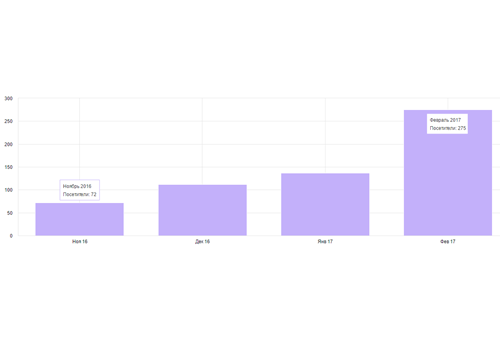 300
250
200
150
100
50
0
Ноябрь 2016
Посетители: 72
Февраль 2017
Посетители: 275
Ноя 16
Дек 16
Янв 17
Фев 17